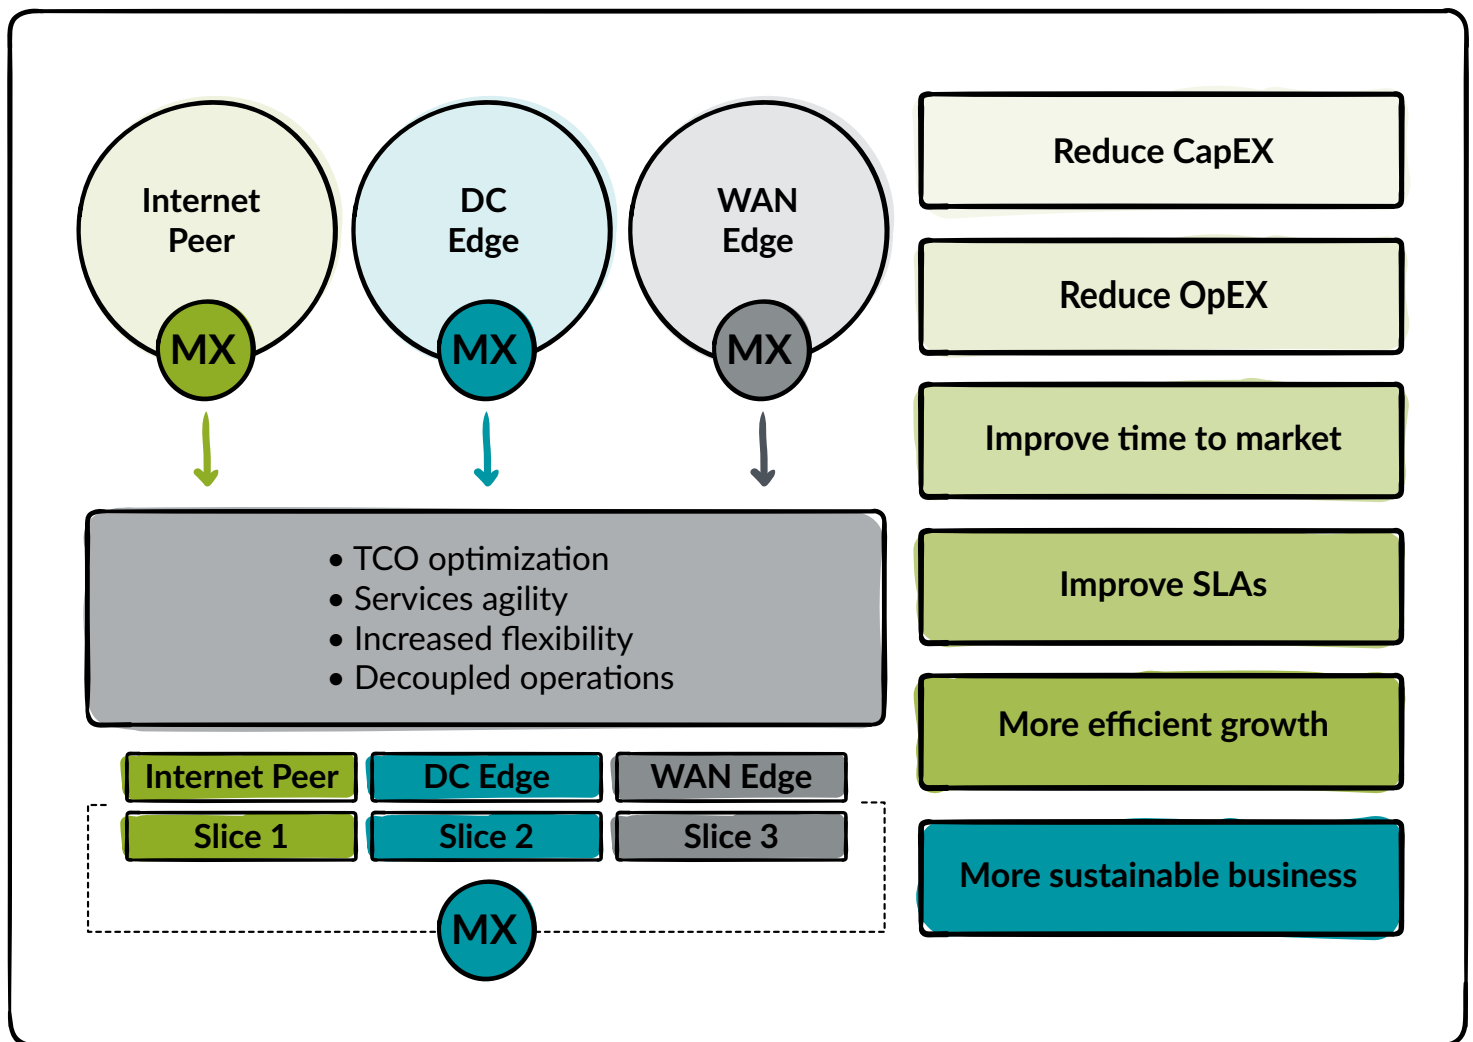 Internet
Peer
MX
DC
Edge
MX
WAN
Edge
MX
• TCO optimization
• Services agility
• Increased flexibility
• Decoupled operations
Internet Peer
DC Edge
WAN Edge
Slice 1
Slice 2
Slice 3
MX
Reduce CapEX
Reduce OpEX
Improve time to market
Improve SLAs
More efficient growth
More sustainable business